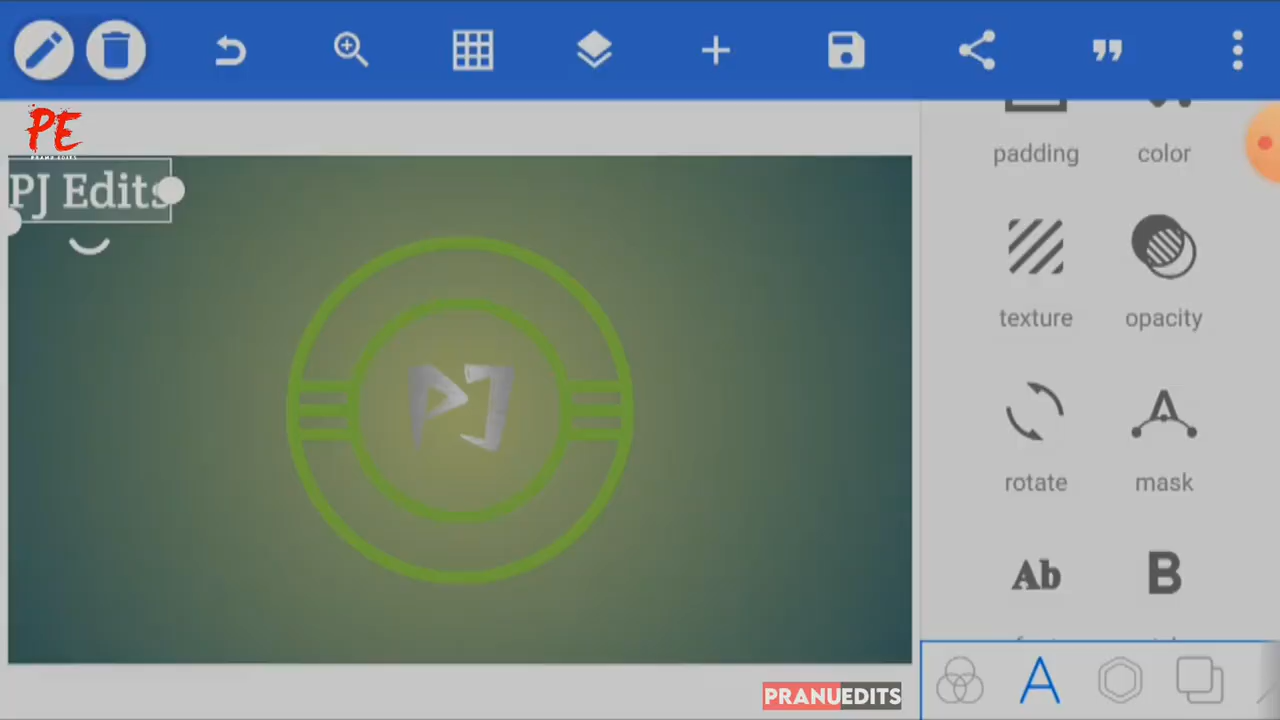 PE
PJ Edits
padding
color
texture
opacity
PJ
rotate
mask
Ab
B
A
PRANUEDITS